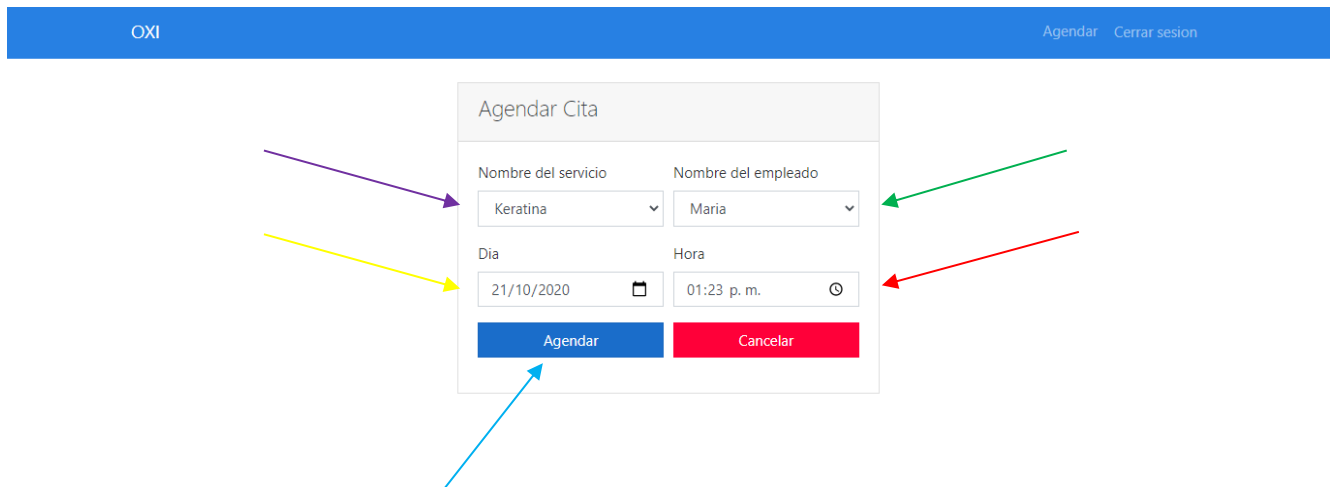 OXI Agendar Cerrar sesion
Agendar Cita
Nombre del servicio Nombre del empleado
Keratina Maria
Dia Hora
21/10/2020 01:23 p. m.
Agendar Cancelar